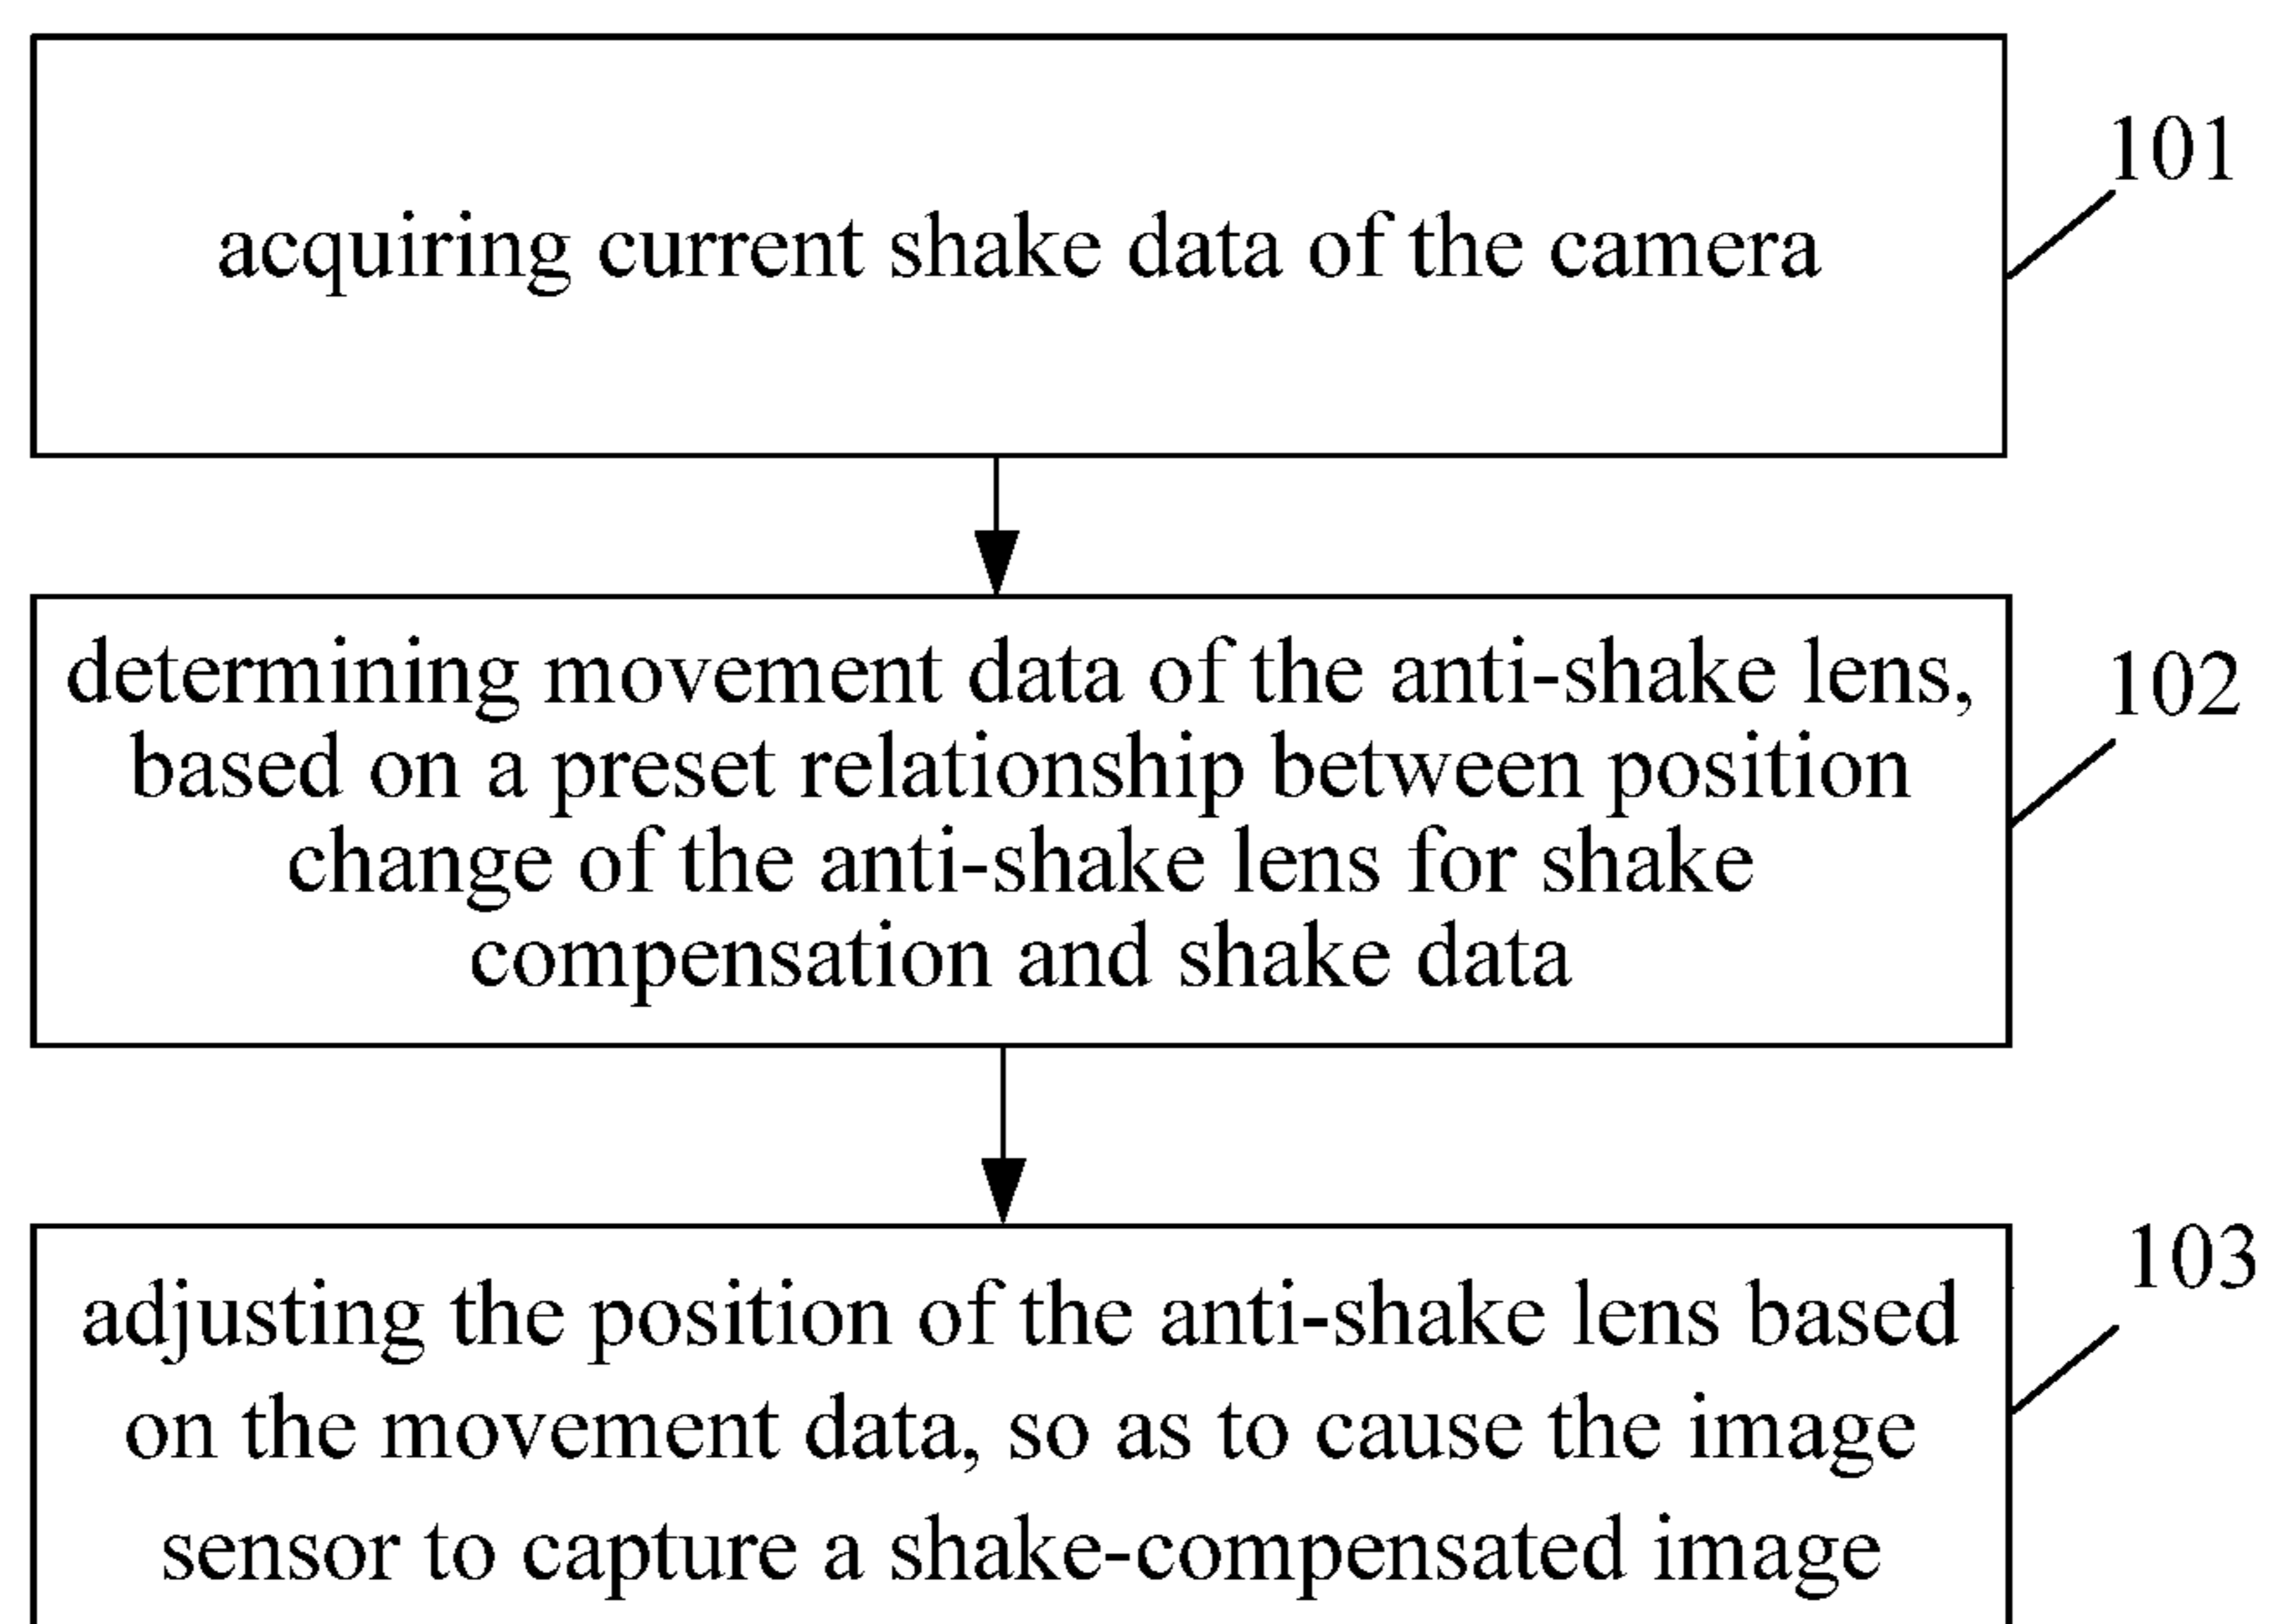 acquiring current shake data of the camera
101
determining movement data of the anti-shake lens,
based on a preset relationship between position
change of the anti-shake lens for shake
compensation and shake data
102
adjusting the position of the anti-shake lens based
on the movement data, so as to cause the image
sensor to capture a shake-compensated image
103